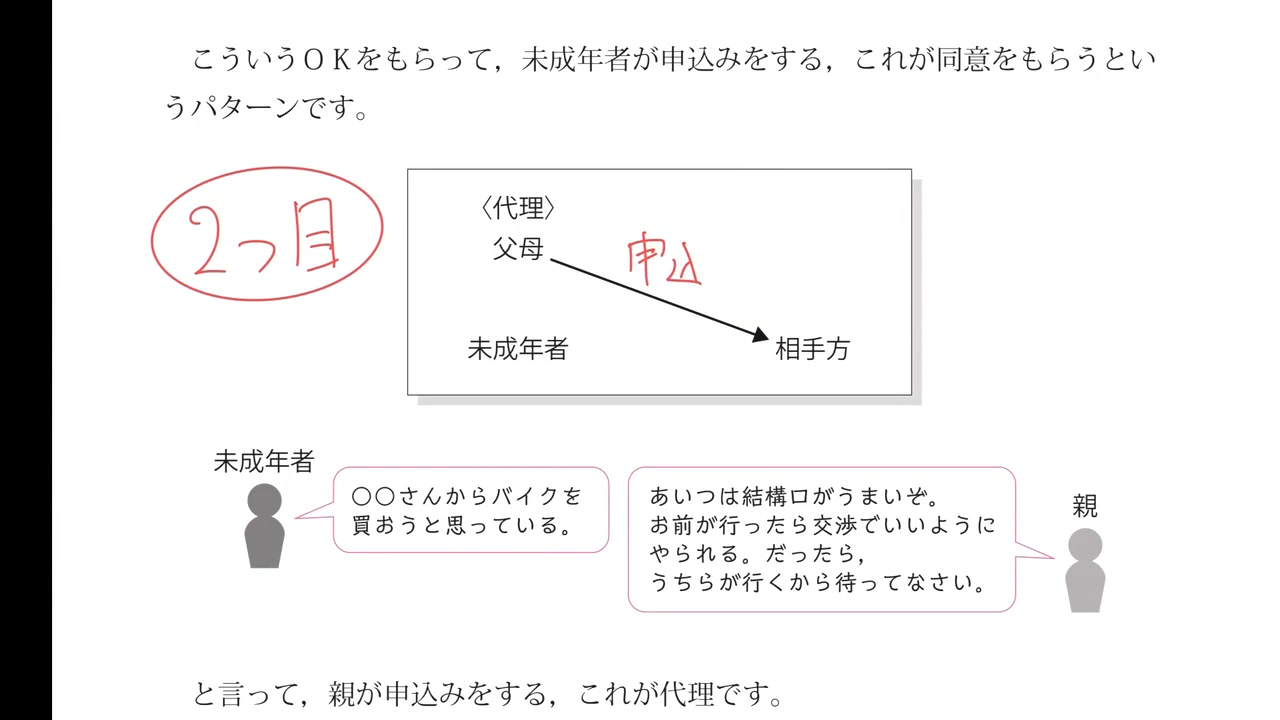 こういうＯＫをもらって，未成年者が申込みをする，これが同意をもらうとい
うパターンです。
2つ目
〈代理〉
父母
申込
未成年者
相手方
未成年者
〇〇さんからバイクを
買おうと思っている。
あいつは結構口がうまいぞ。
お前が行ったら交渉でいいように
やられる。だったら，
うちらが行くから待ってなさい。
親
と言って，親が申込みをする，これが代理です。